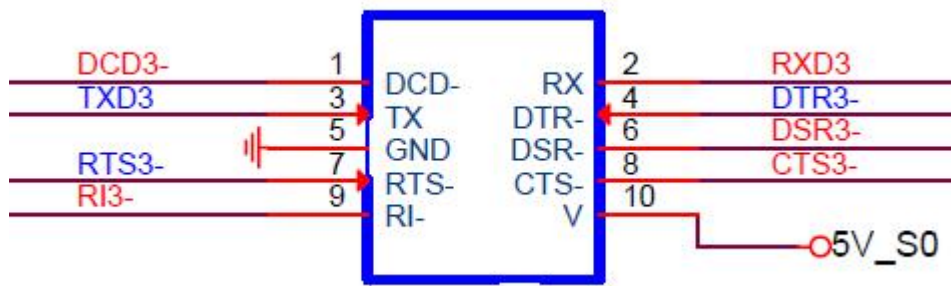 DCD3- 1 DCD- RX 2 RXD3
TXD3 3 TX DTR- 4 DTR3-
5 GND DSR- 6 DSR3-
RTS3- 7 RTS- CTS- 8 CTS3-
RI3- 9 RI- V 10
5V_S0